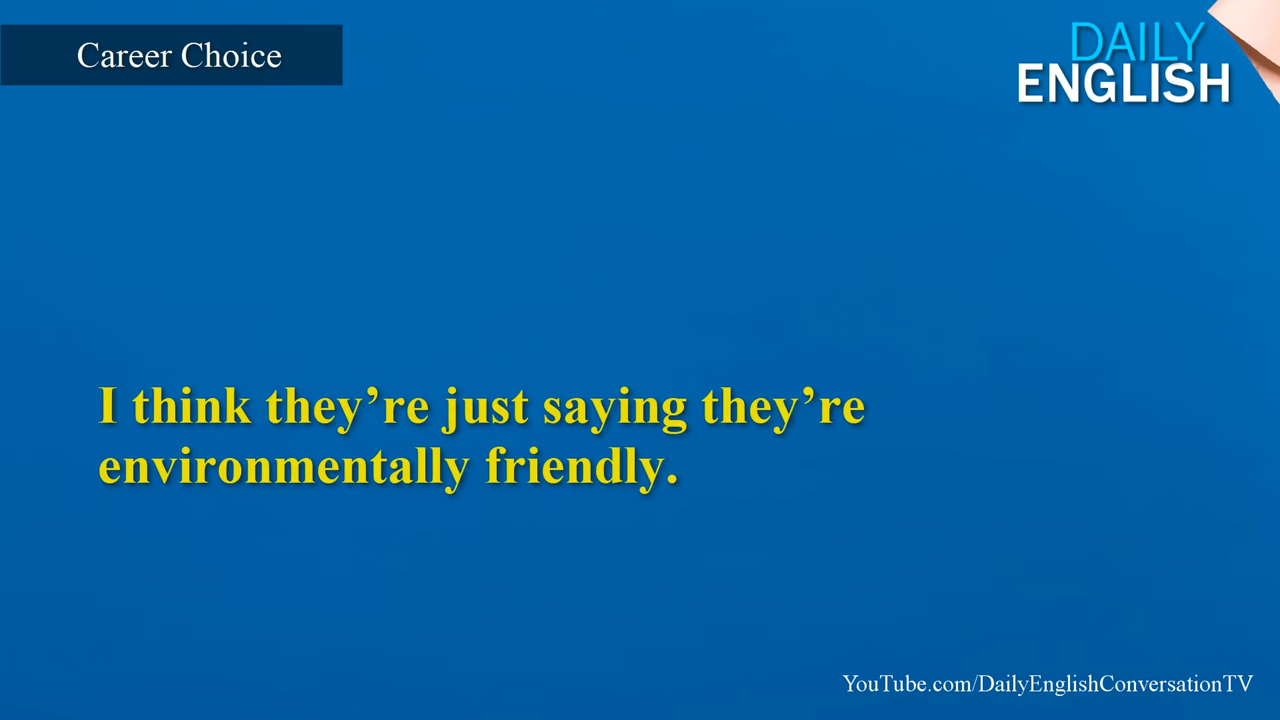 Career Choice
DAILY
ENGLISH
I think they’re just saying they’re
environmentally friendly.
YouTube.com/DailyEnglishConversationTV